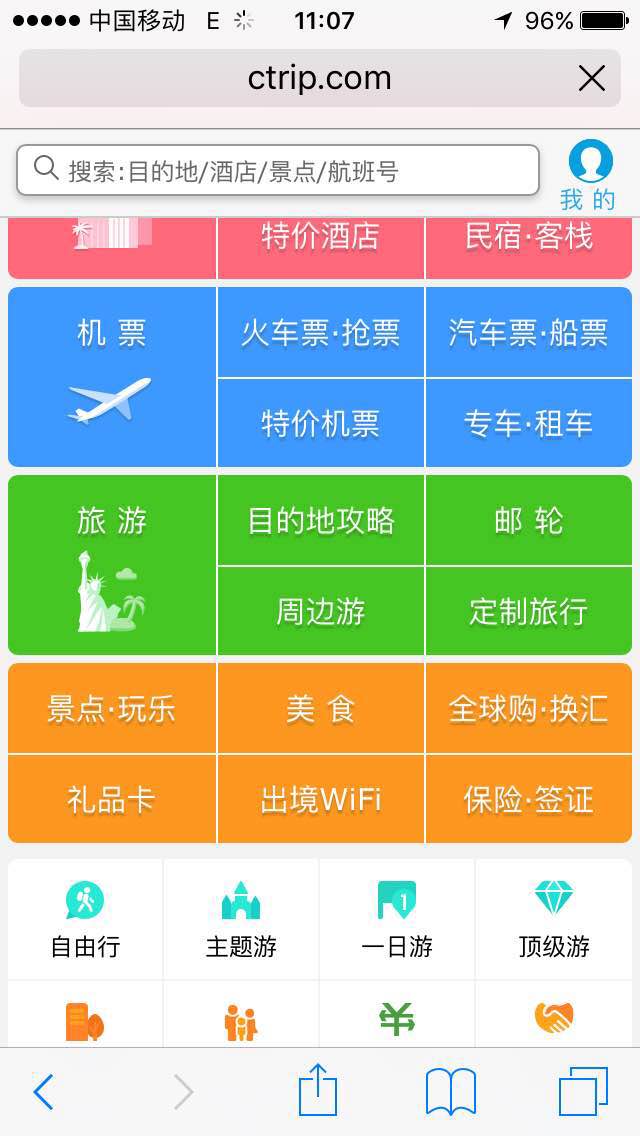 中国移动 E 11:07 96%
ctrip.com
搜索:目的地/酒店/景点/航班号
我的
特价酒店 民宿·客栈
机票 火车票·抢票 汽车票·船票
特价机票 专车·租车
旅游 目的地攻略 邮轮
周边游 定制旅行
景点·玩乐 美食 全球购·换汇
礼品卡 出境WiFi 保险·签证
1
自由行 主题游 一日游 顶级游